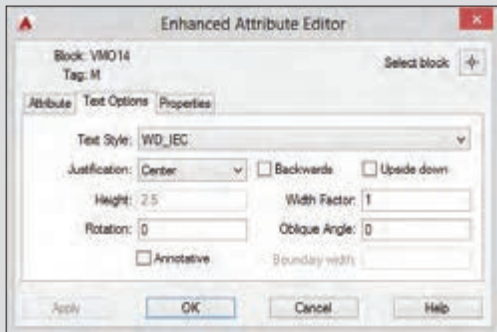 Enhanced Attribute Editor
Block: VMO14
Tag: M
Select block
Attribute Text Options Properties
Text Style: WD_IEC
Justification: Center Backwards Upside down
Height: 2.5 Width Factor: 1
Rotation: 0 Oblique Angle: 0
Annotative Boundary width:
Apply OK Cancel Help